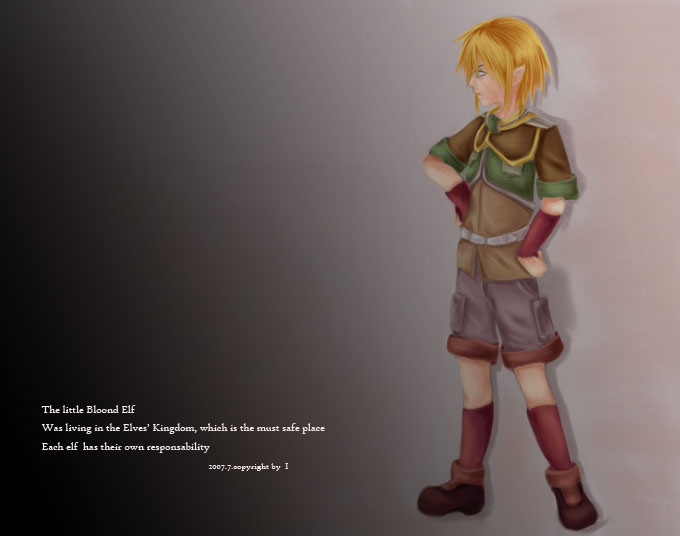 The little Bloond Elf
Was living in the Elves' Kingdom, which is the must safe place
Each elf has their own responsability
2007.7.copyright by I